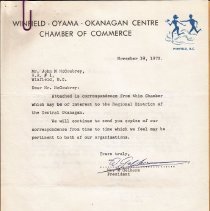 WINFIELD · OYAMA · OKANAGAN CENTRE
CHAMBER OF COMMERCE
WINFIELD, B.C.
November 19, 1972.
Mr. John M McCoubrey,
R.R. # 1,
Winfield, B.C.
Dear Mr. McCoubrey:
Attached is correspondence from this Chamber
which may be of interest to the Regional District of
the Central Okanagan.
We will continue to send you copies of our
correspondence from time to time which we feel may be
pertinent to both of our organizations.
Yours truly,
President